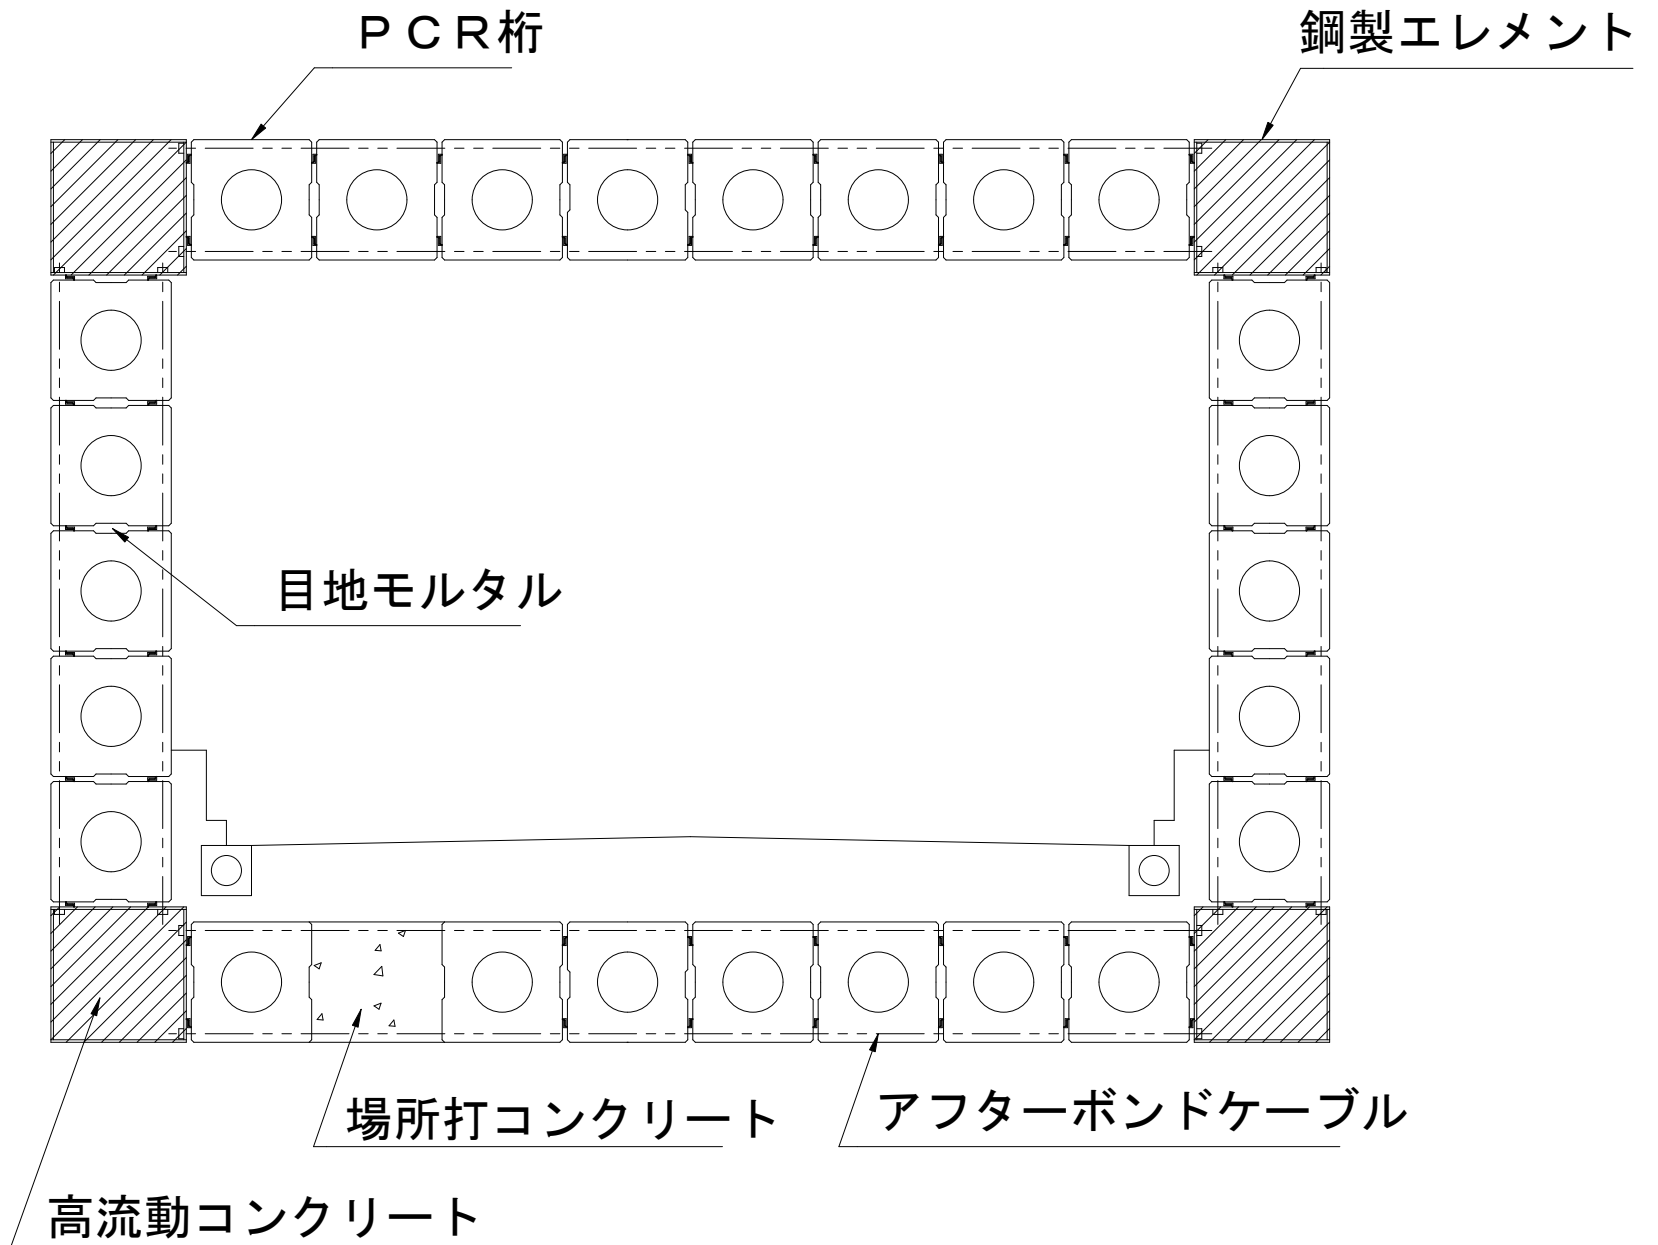 ＰＣＲ桁
鋼製エレメント
目地モルタル
場所打コンクリート
アフターボンドケーブル
高流動コンクリート